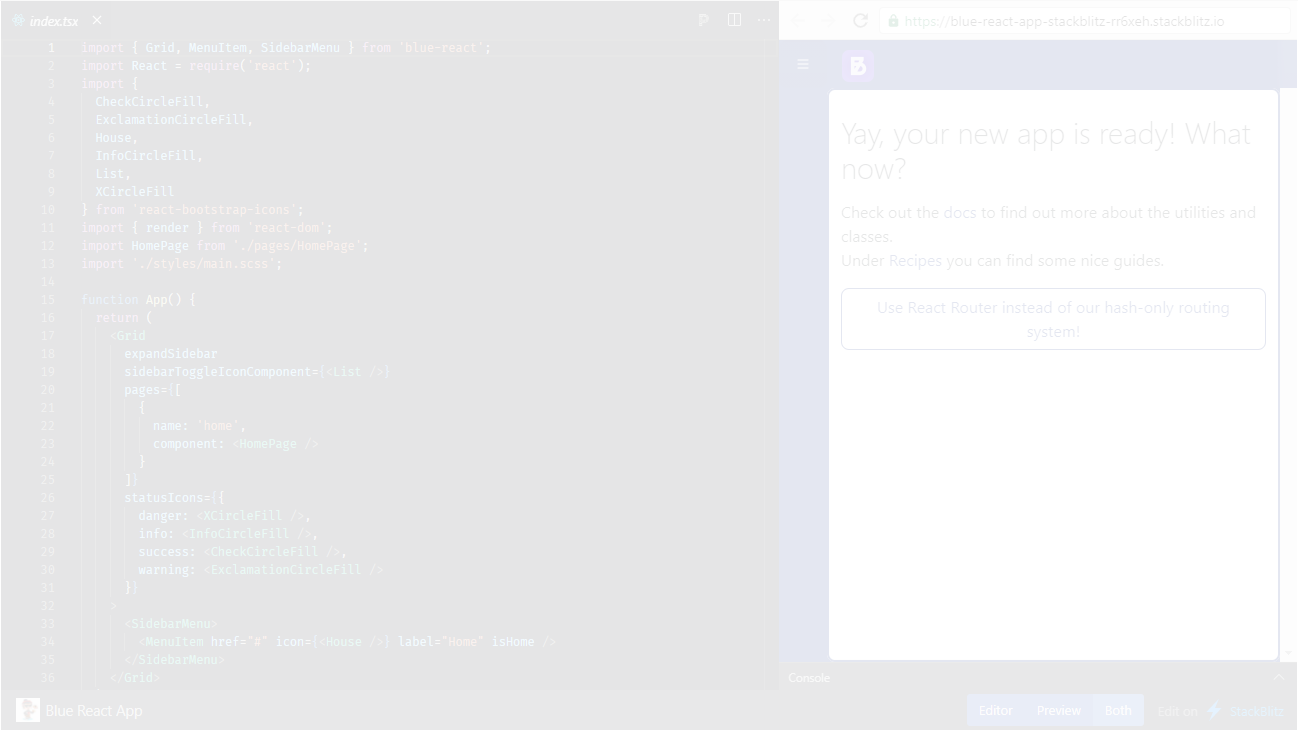 index.tsx
https://blue-react-app-stackblitz-rr6xeh.stackblitz.io
1 import { Grid, MenuItem, SidebarMenu } from 'blue-react';
2 import React = require('react');
3 import {
4 CheckCircleFill,
5 ExclamationCircleFill,
6 House,
7 InfoCircleFill,
8 List,
9 XCircleFill
10 } from 'react-bootstrap-icons';
11 import { render } from 'react-dom';
12 import HomePage from './pages/HomePage';
13 import './styles/main.scss';
14
15 function App() {
16 return (
17 <Grid
18 expandSidebar
19 sidebarToggleIconComponent={<List />}
20 pages={[
21 {
22 name: 'home',
23 component: <HomePage />
24 }
25 ]}
26 statusIcons={{
27 danger: <XCircleFill />,
28 info: <InfoCircleFill />,
29 success: <CheckCircleFill />,
30 warning: <ExclamationCircleFill />
31 }}
32 >
33 <SidebarMenu>
34 <MenuItem href="#" icon={<House />} label="Home" isHome />
35 </SidebarMenu>
36 </Grid>
B
Yay, your new app is ready! What
now?
Check out the docs to find out more about the utilities and
classes.
Under Recipes you can find some nice guides.
Use React Router instead of our hash-only routing
system!
Console
Blue React App
Editor
Preview
Both
Edit on
StackBlitz